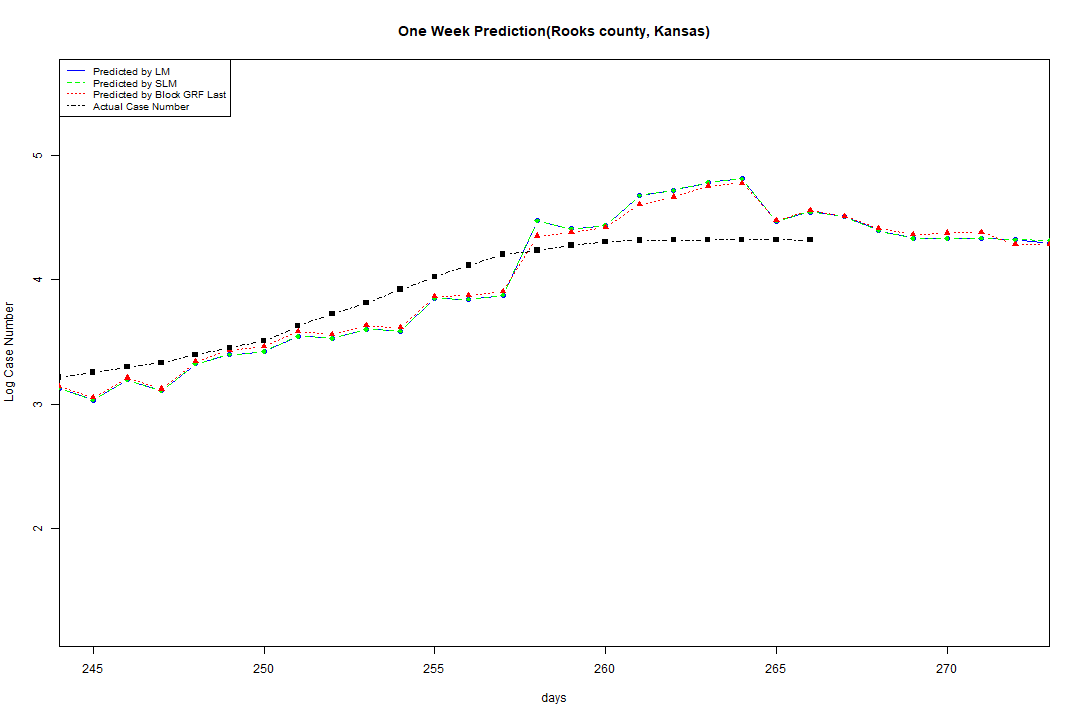 One Week Prediction(Rooks county, Kansas)
Predicted by LM
Predicted by SLM
Predicted by Block GRF Last
Actual Case Number
5
4
3
2
Log Case Number
245 250 255 260 265 270
days